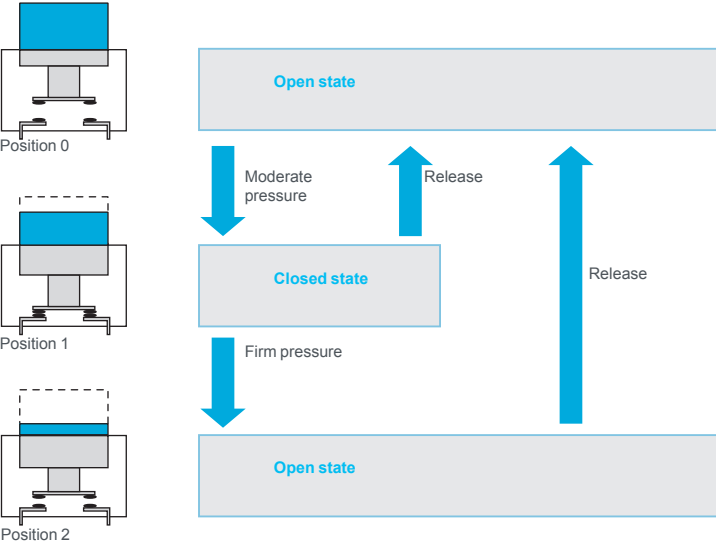 Open state
Position 0
Moderate
pressure
Release
Closed state
Release
Position 1
Firm pressure
Open state
Position 2